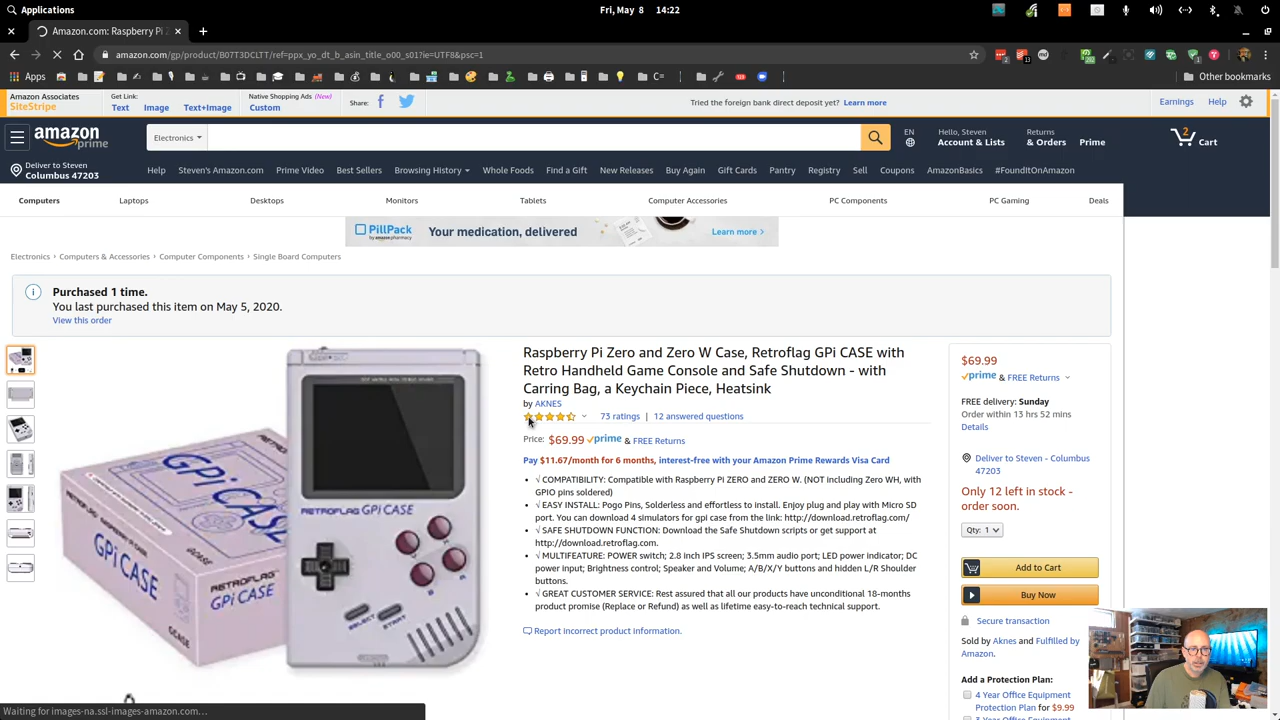 Applications
Fri, May 8 14:22
Amazon.com: Raspberry Pi Z
amazon.com/gp/product/B07T3DCLTT/ref=ppx_yo_dt_b_asin_title_o00_s01?ie=UTF8&psc=1
Apps
Other bookmarks
Amazon Associates
SiteStripe
Get Link:
Text Image Text+Image
Native Shopping Ads (New)
Custom
Share:
Tried the foreign bank direct deposit yet? Learn more
Earnings Help
amazon prime
Electronics
EN
Hello, Steven
Account & Lists
Returns
& Orders
Prime
2
Cart
Deliver to Steven
Columbus 47203
Help Steven's Amazon.com Prime Video Best Sellers Browsing History Whole Foods Find a Gift New Releases Buy Again Gift Cards Pantry Registry Sell Coupons AmazonBasics #FoundItOnAmazon
Computers Laptops Desktops Monitors Tablets Computer Accessories PC Components PC Gaming Deals
PillPack
by amazon pharmacy
Your medication, delivered
Learn more >
Electronics › Computers & Accessories › Computer Components › Single Board Computers
Purchased 1 time.
You last purchased this item on May 5, 2020.
View this order
GPi CASE
GPi CASE
RETROFLAG
GPi CASE
RETROFLAG GPi CASE
SELECT START
Raspberry Pi Zero and Zero W Case, Retroflag GPi CASE with
Retro Handheld Game Console and Safe Shutdown - with
Carring Bag, a Keychain Piece, Heatsink
by AKNES
73 ratings | 12 answered questions
Price: $69.99 prime & FREE Returns
Pay $11.67/month for 6 months, interest-free with your Amazon Prime Rewards Visa Card
√ COMPATIBILITY: Compatible with Raspberry Pi ZERO and ZERO W. (NOT including Zero WH, with
GPIO pins soldered)
√ EASY INSTALL: Pogo Pins, Solderless and effortless to install. Enjoy plug and play with Micro SD
port. You can download 4 simulators for gpi case from the link: http://download.retroflag.com/
√ SAFE SHUTDOWN FUNCTION: Download the Safe Shutdown scripts or get support at
http://download.retroflag.com.
√ MULTIFEATURE: POWER switch; 2.8 inch IPS screen; 3.5mm audio port; LED power indicator; DC
power input; Brightness control; Speaker and Volume; A/B/X/Y buttons and hidden L/R Shoulder
buttons.
√ GREAT CUSTOMER SERVICE: Rest assured that all our products have unconditional 18-months
product promise (Replace or Refund) as well as lifetime easy-to-reach technical support.
Report incorrect product information.
$69.99
prime & FREE Returns
FREE delivery: Sunday
Order within 13 hrs 52 mins
Details
Deliver to Steven - Columbus
47203
Only 12 left in stock -
order soon.
Qty: 1
Add to Cart
Buy Now
Secure transaction
Sold by Aknes and Fulfilled by
Amazon.
Add a Protection Plan:
4 Year Office Equipment
Protection Plan for $9.99
Waiting for images-na.ssl-images-amazon.com...